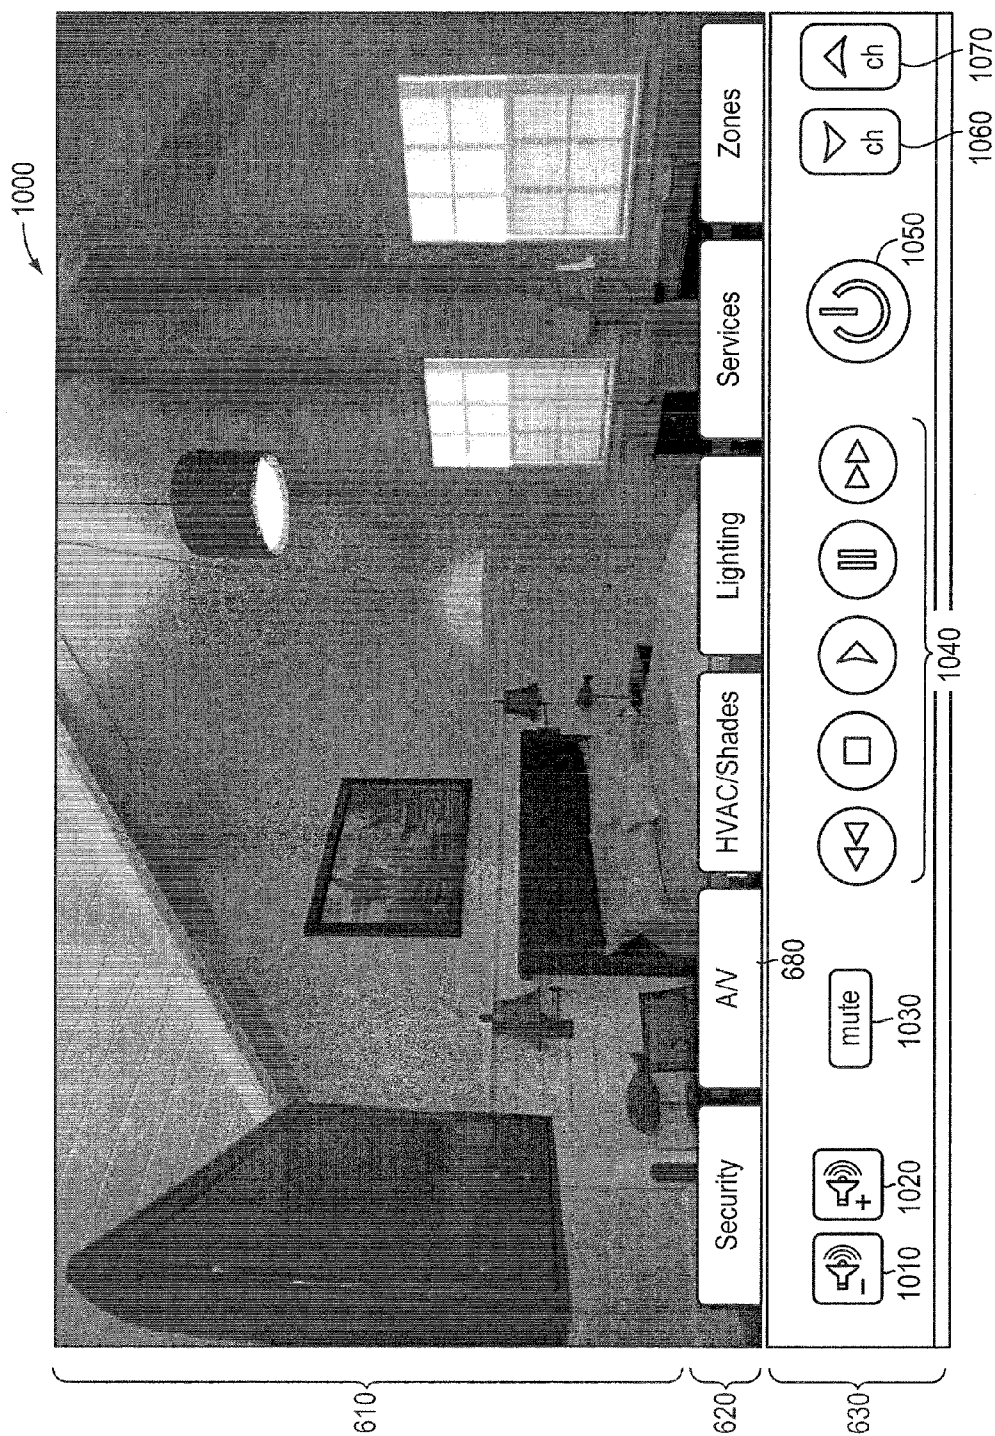 1000
610
620
630
Security
A/V
HVAC/Shades
Lighting
Services
Zones
680
mute
ch
ch
1010
1020
1030
1040
1050
1060
1070